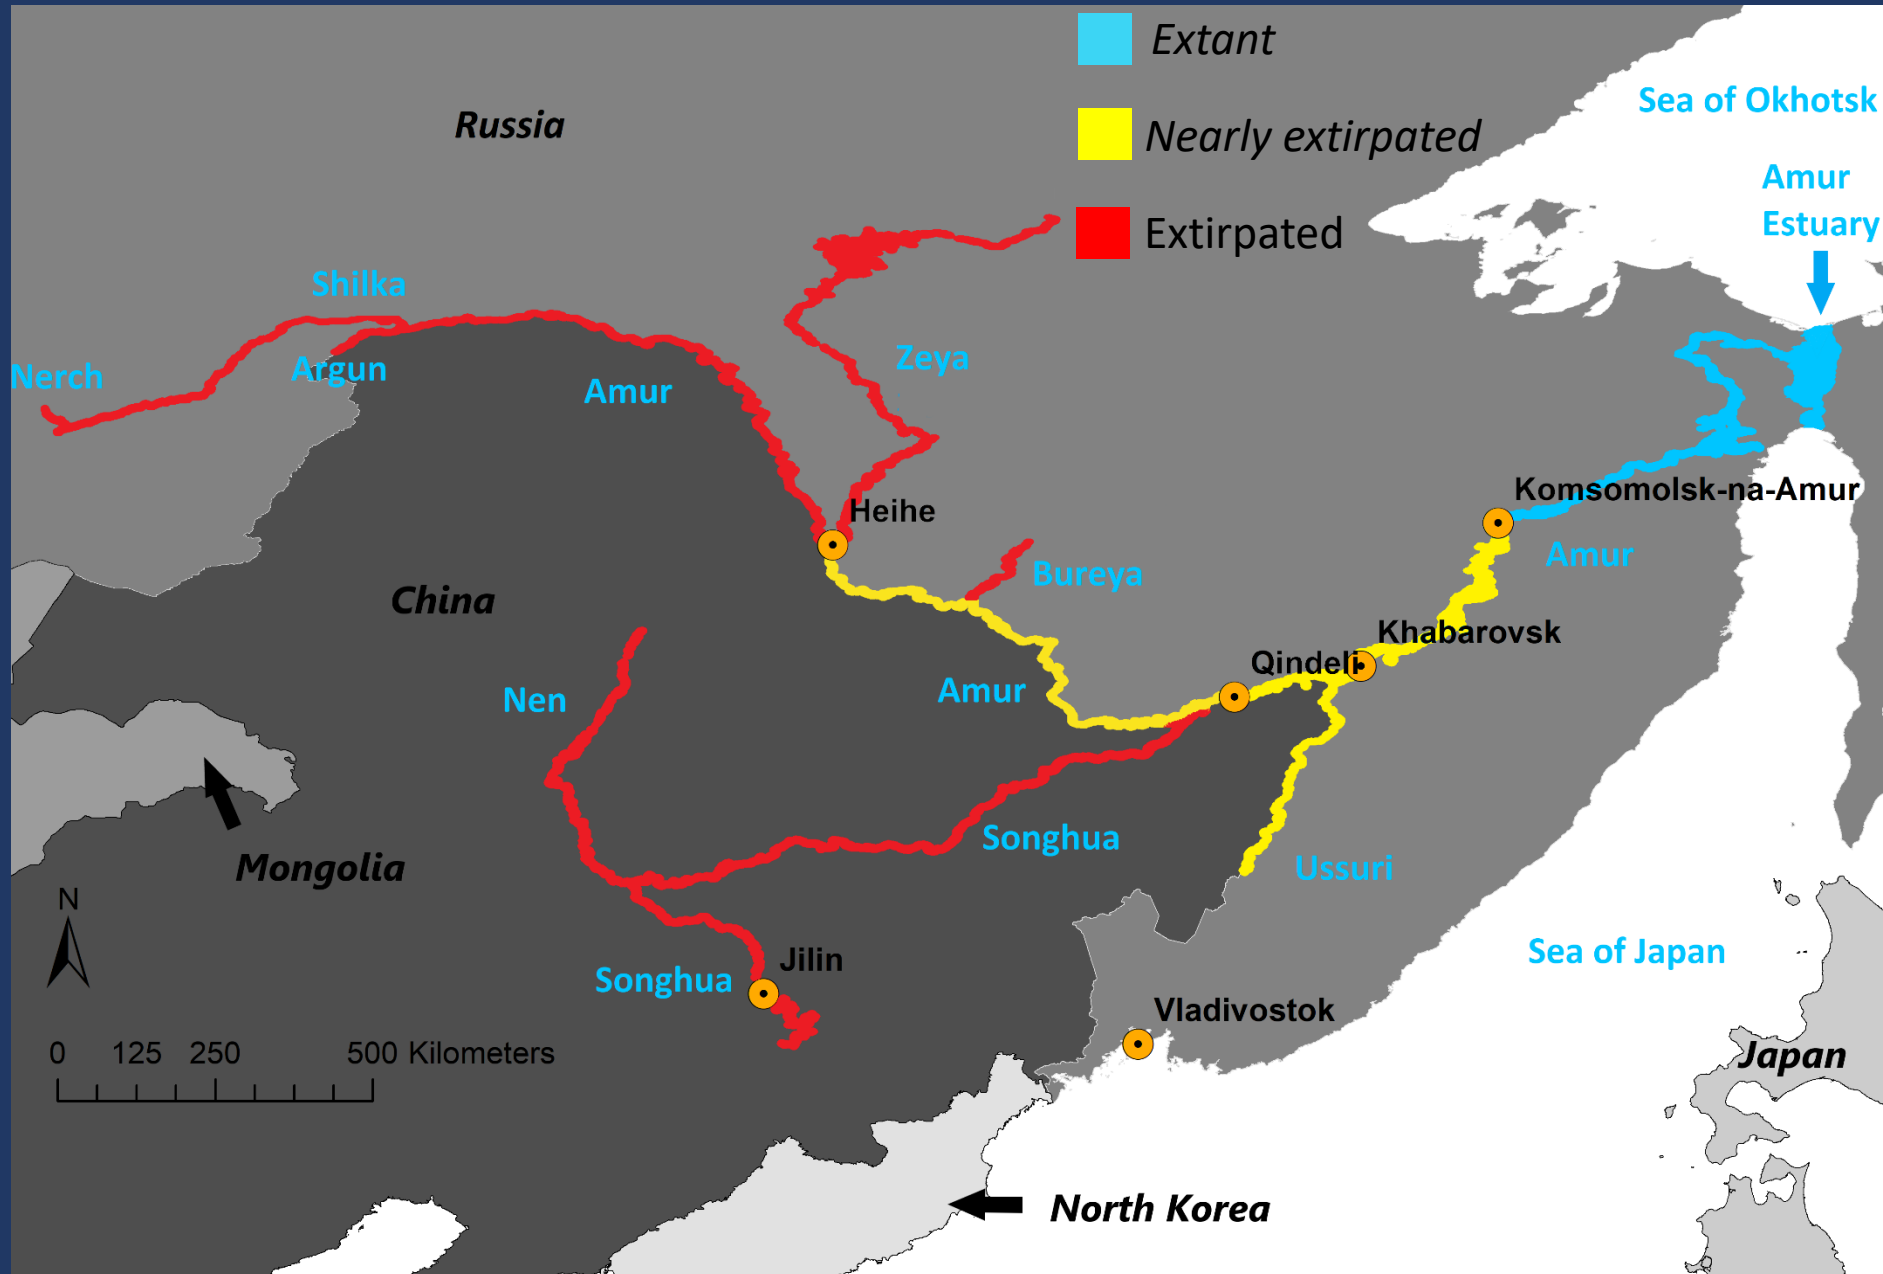 Extant
Sea of Okhotsk
Russia
Nearly extirpated
Amur
Estuary
Extirpated
Shilka
Zeya
Argun
Nerch
Amur
Komsomolsk-na-Amur
Heihe
Amur
Bureya
China
Khabarovsk
Qindeli
Amur
Nen
Songhua
Mongolia
Ussuri
N
Sea of Japan
Jilin
Songhua
Vladivostok
0 125 250 500 Kilometers
Japan
North Korea